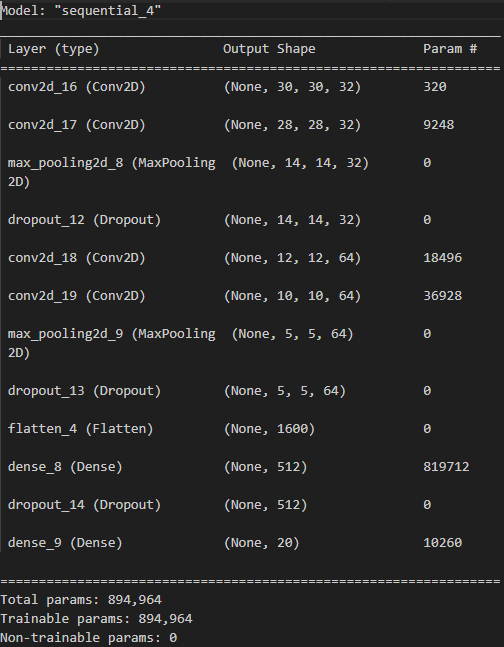 Model: "sequential_4"
_________________________________________________________________
Layer (type) Output Shape Param #
=================================================================
conv2d_16 (Conv2D) (None, 30, 30, 32) 320
conv2d_17 (Conv2D) (None, 28, 28, 32) 9248
max_pooling2d_8 (MaxPooling (None, 14, 14, 32) 0
2D)
dropout_12 (Dropout) (None, 14, 14, 32) 0
conv2d_18 (Conv2D) (None, 12, 12, 64) 18496
conv2d_19 (Conv2D) (None, 10, 10, 64) 36928
max_pooling2d_9 (MaxPooling (None, 5, 5, 64) 0
2D)
dropout_13 (Dropout) (None, 5, 5, 64) 0
flatten_4 (Flatten) (None, 1600) 0
dense_8 (Dense) (None, 512) 819712
dropout_14 (Dropout) (None, 512) 0
dense_9 (Dense) (None, 20) 10260
=================================================================
Total params: 894,964
Trainable params: 894,964
Non-trainable params: 0